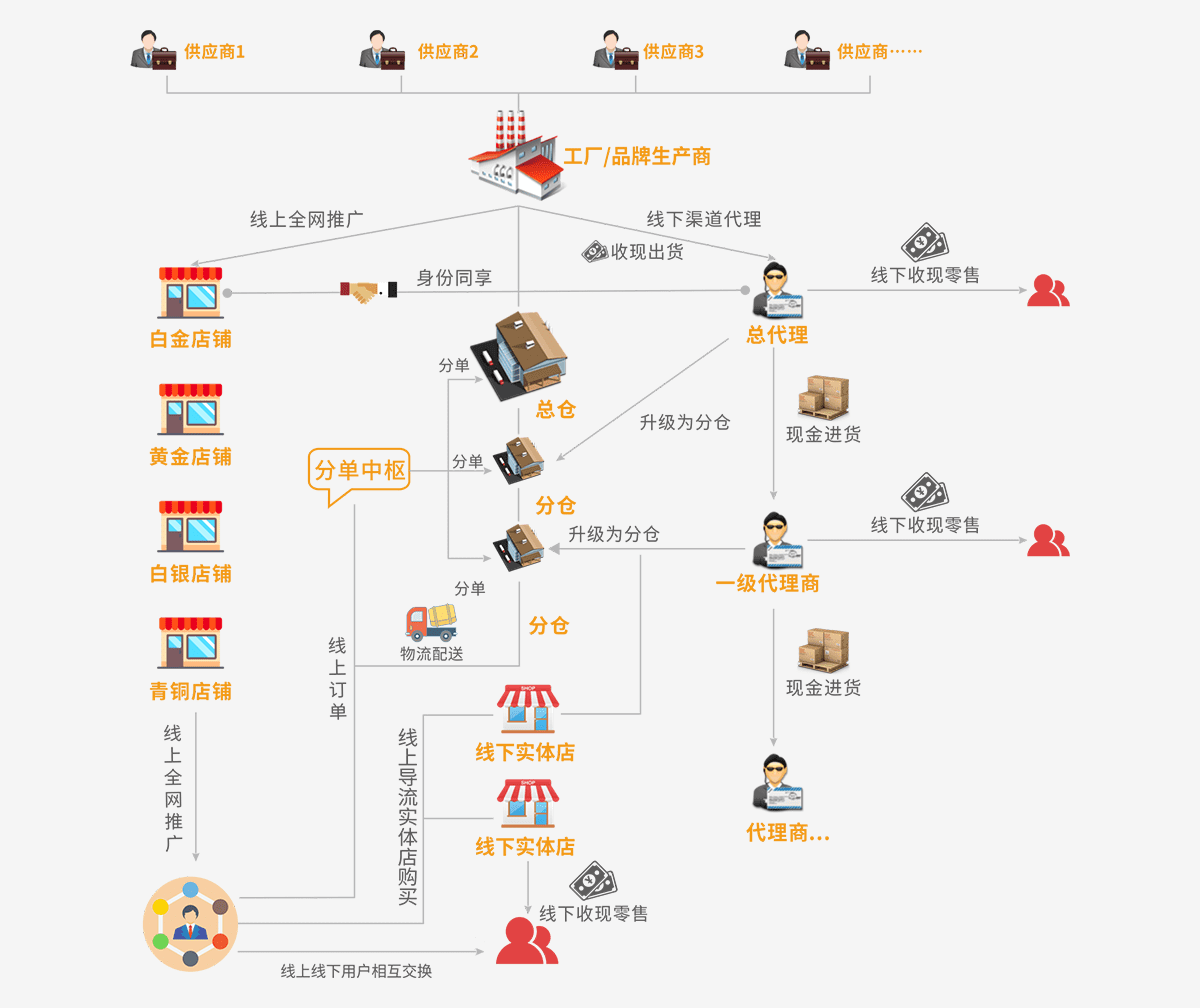 供应商1
供应商2
供应商3
供应商……
工厂/品牌生产商
线上全网推广
线下渠道代理
收现出货
身份同享
线下收现零售
白金店铺
总代理
分单
总仓
升级为分仓
现金进货
黄金店铺
分单中枢
分单
分仓
线下收现零售
升级为分仓
白银店铺
一级代理商
分单
分仓
物流配送
线上订单
青铜店铺
现金进货
SHOP
线下实体店
线上全网推广
线上导流实体店购买
SHOP
线下实体店
代理商...
线下收现零售
线上线下用户相互交换